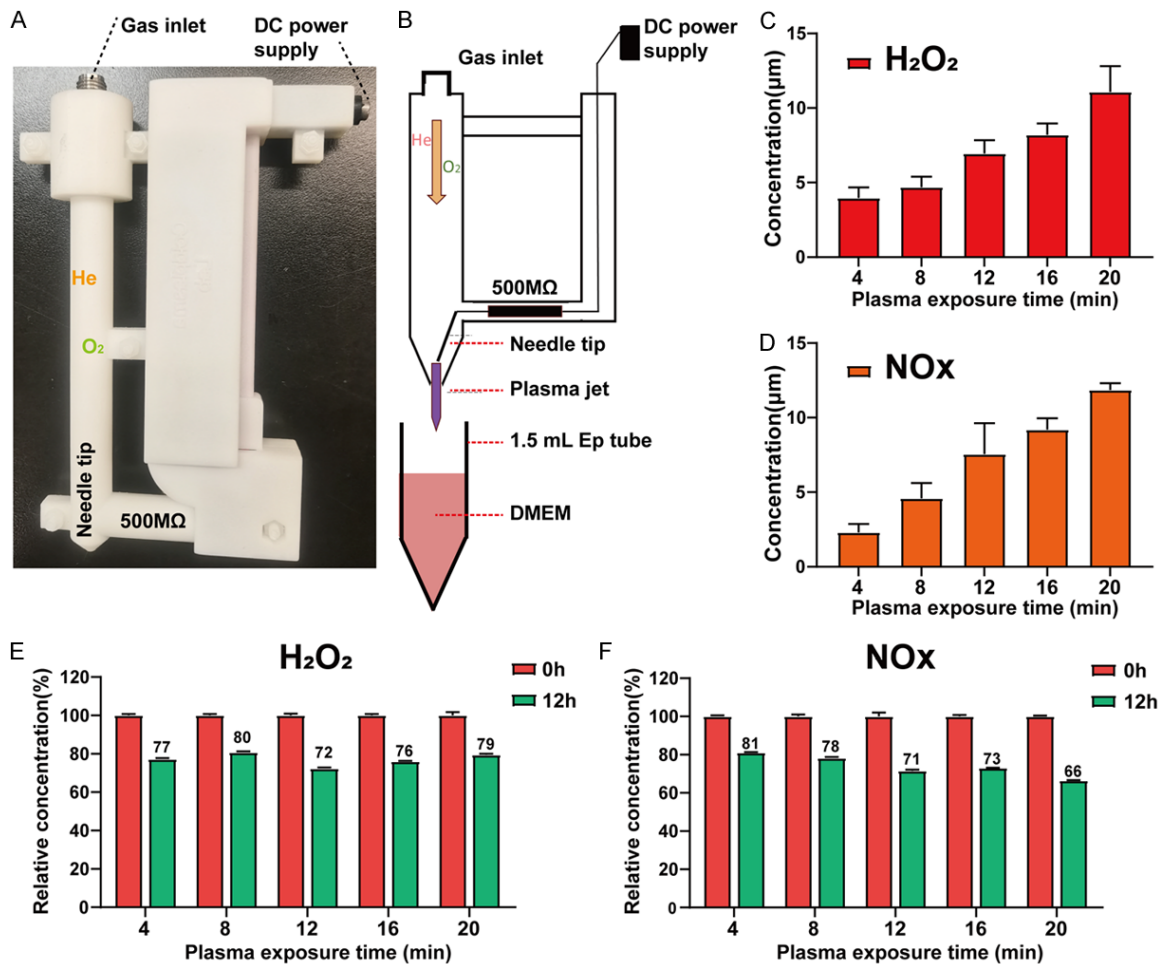 A
Gas inlet
DC power
supply
He
O₂
Needle tip
500MΩ
B
DC power
supply
Gas inlet
He
O₂
500MΩ
Needle tip
Plasma jet
1.5 mL Ep tube
DMEM
C
H₂O₂
Concentration(μm)
15
10
5
0
4 8 12 16 20
Plasma exposure time (min)
D
NOx
Concentration(μm)
15
10
5
0
4 8 12 16 20
Plasma exposure time (min)
E
H₂O₂
0h
12h
Relative concentration(%)
120
100
80
60
40
20
0
77 80 72 76 79
4 8 12 16 20
Plasma exposure time (min)
F
NOx
0h
12h
Relative concentration(%)
120
100
80
60
40
20
0
81 78 71 73 66
4 8 12 16 20
Plasma exposure time (min)